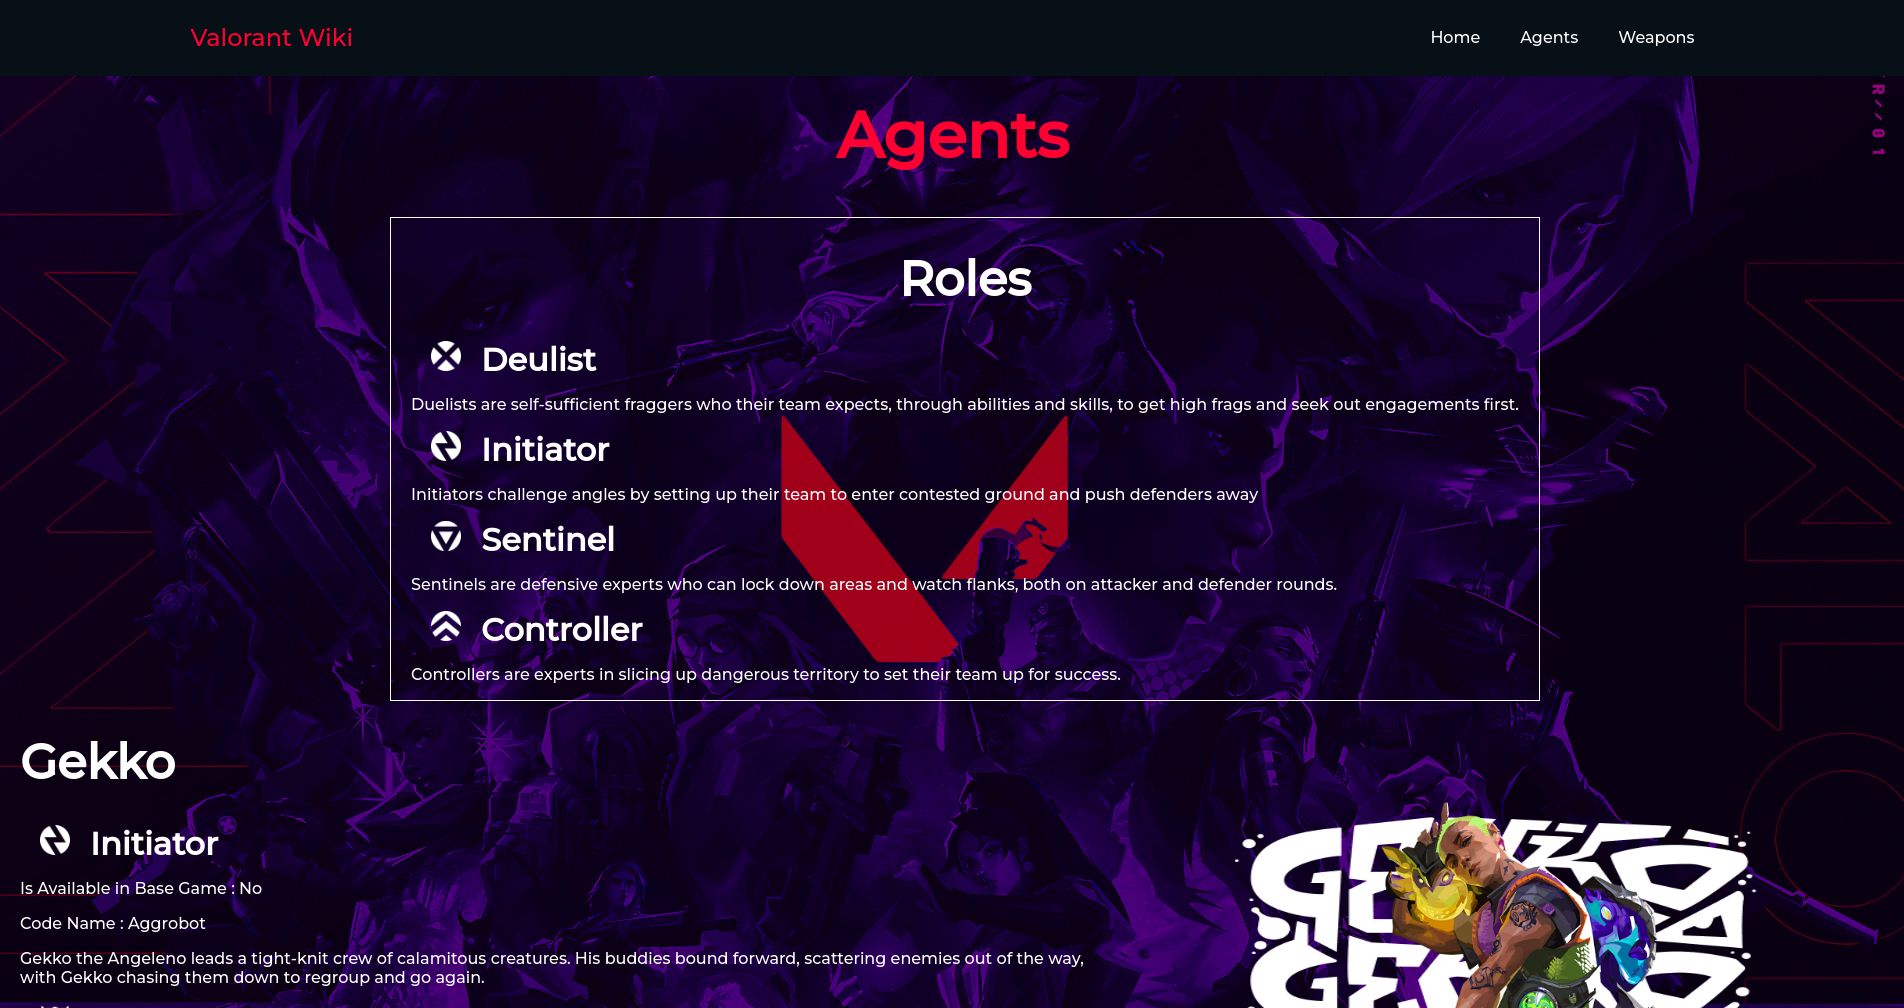 Valorant Wiki
Home Agents Weapons
R//01
Agents
Roles
Deulist
Duelists are self-sufficient fraggers who their team expects, through abilities and skills, to get high frags and seek out engagements first.
Initiator
Initiators challenge angles by setting up their team to enter contested ground and push defenders away
Sentinel
Sentinels are defensive experts who can lock down areas and watch flanks, both on attacker and defender rounds.
Controller
Controllers are experts in slicing up dangerous territory to set their team up for success.
Gekko
Initiator
Is Available in Base Game : No
Code Name : Aggrobot
Gekko the Angeleno leads a tight-knit crew of calamitous creatures. His buddies bound forward, scattering enemies out of the way,
with Gekko chasing them down to regroup and go again.
GEKKO